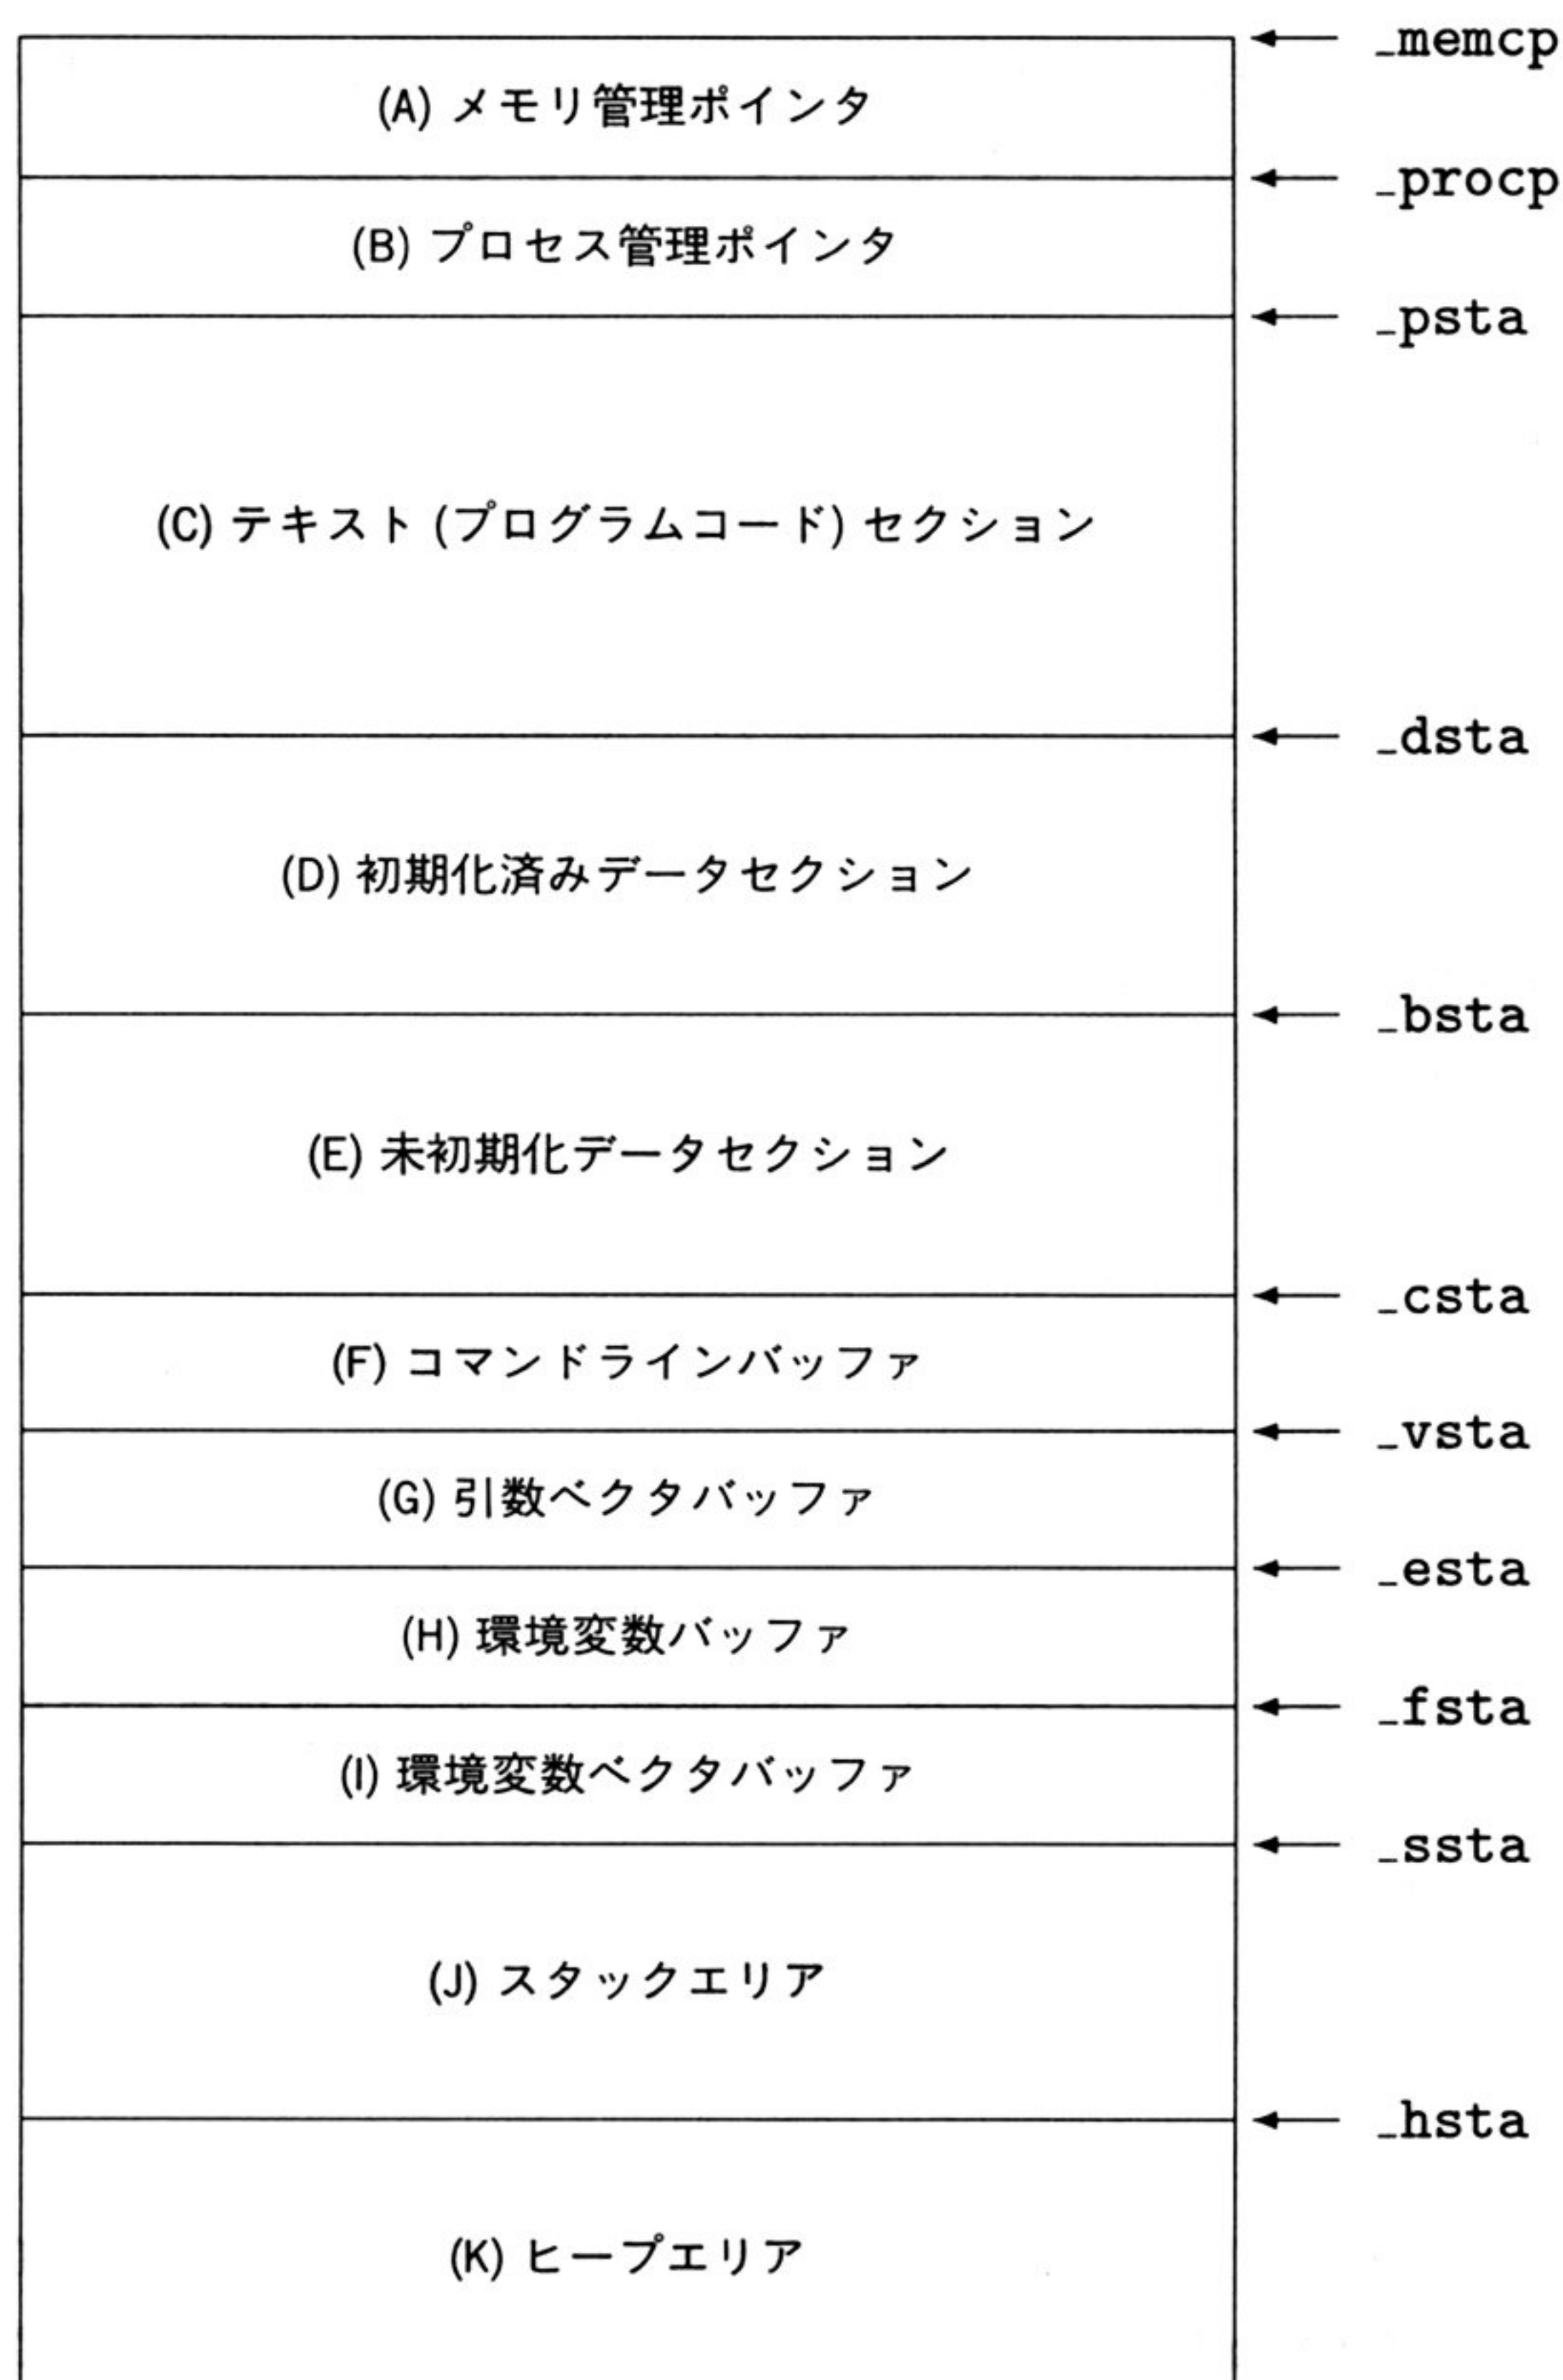 _memcp
(A) メモリ管理ポインタ
_procp
(B) プロセス管理ポインタ
_psta
(C) テキスト (プログラムコード) セクション
_dsta
(D) 初期化済みデータセクション
_bsta
(E) 未初期化データセクション
_csta
(F) コマンドラインバッファ
_vsta
(G) 引数ベクタバッファ
_esta
(H) 環境変数バッファ
_fsta
(I) 環境変数ベクタバッファ
_ssta
(J) スタックエリア
_hsta
(K) ヒープエリア